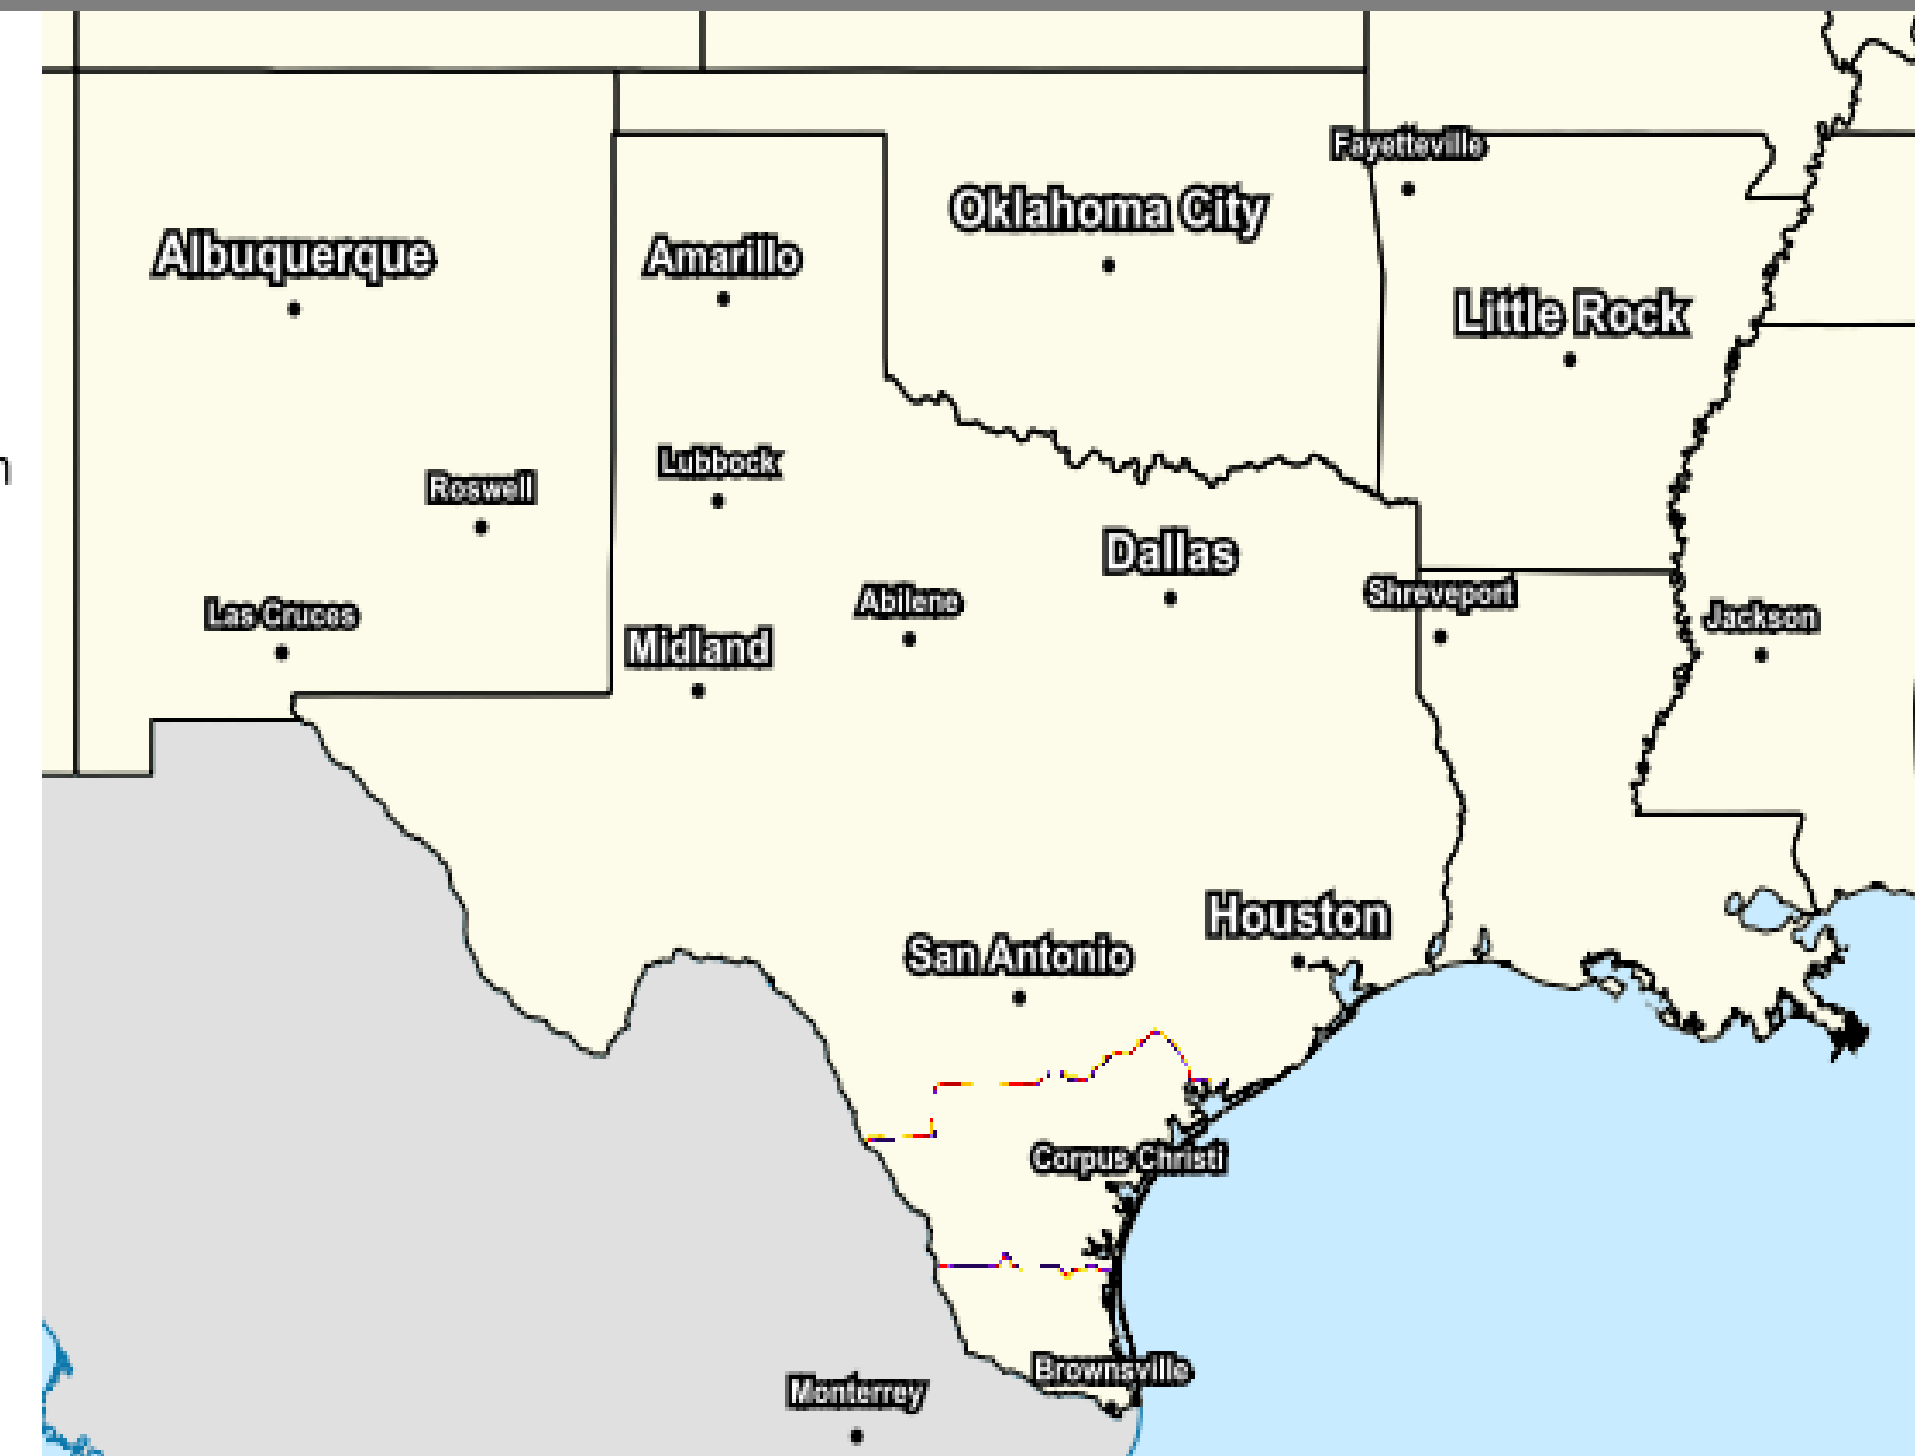 Fayetteville
Oklahoma City
Albuquerque
Amarillo
Little Rock
Lubbock
n
Roswell
Dallas
Shreveport
Abilene
Las Cruces
Jackson
Midland
Houston
San Antonio
Corpus Christi
Brownsville
Monterrey